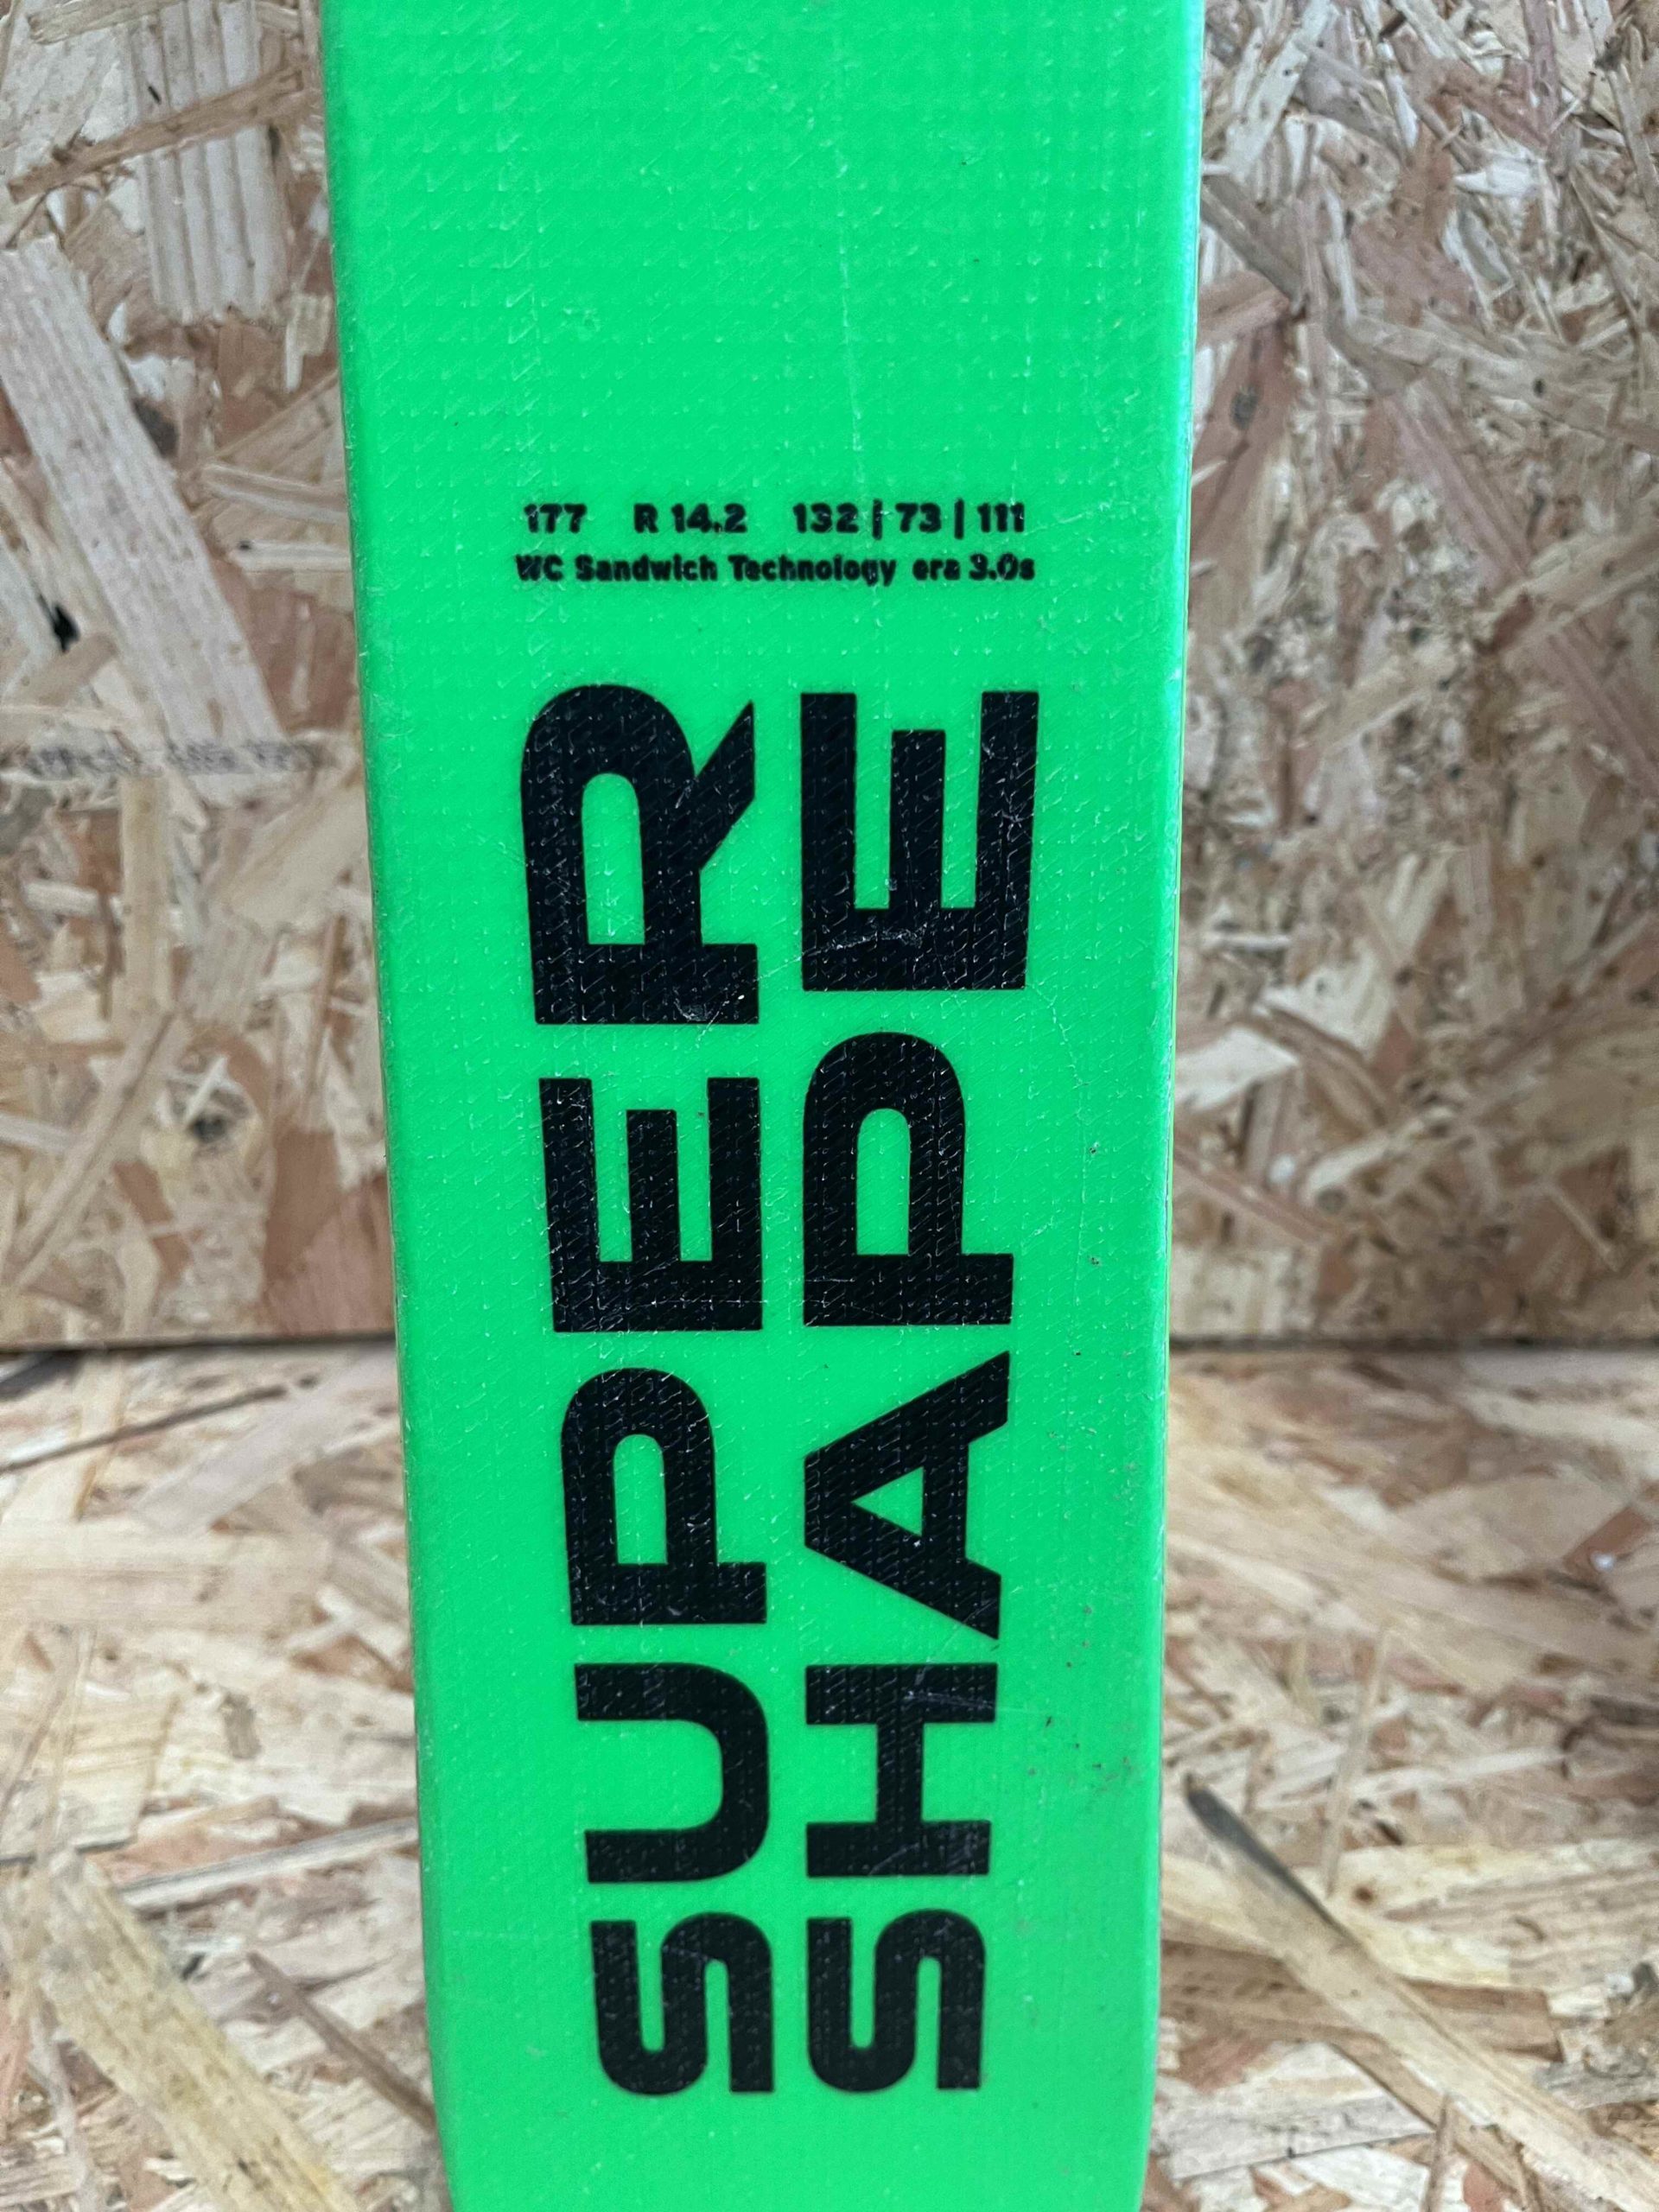 177 R 14.2 132 | 73 | 111
WC Sandwich Technology era 3.0s
SUPER
SHAPE